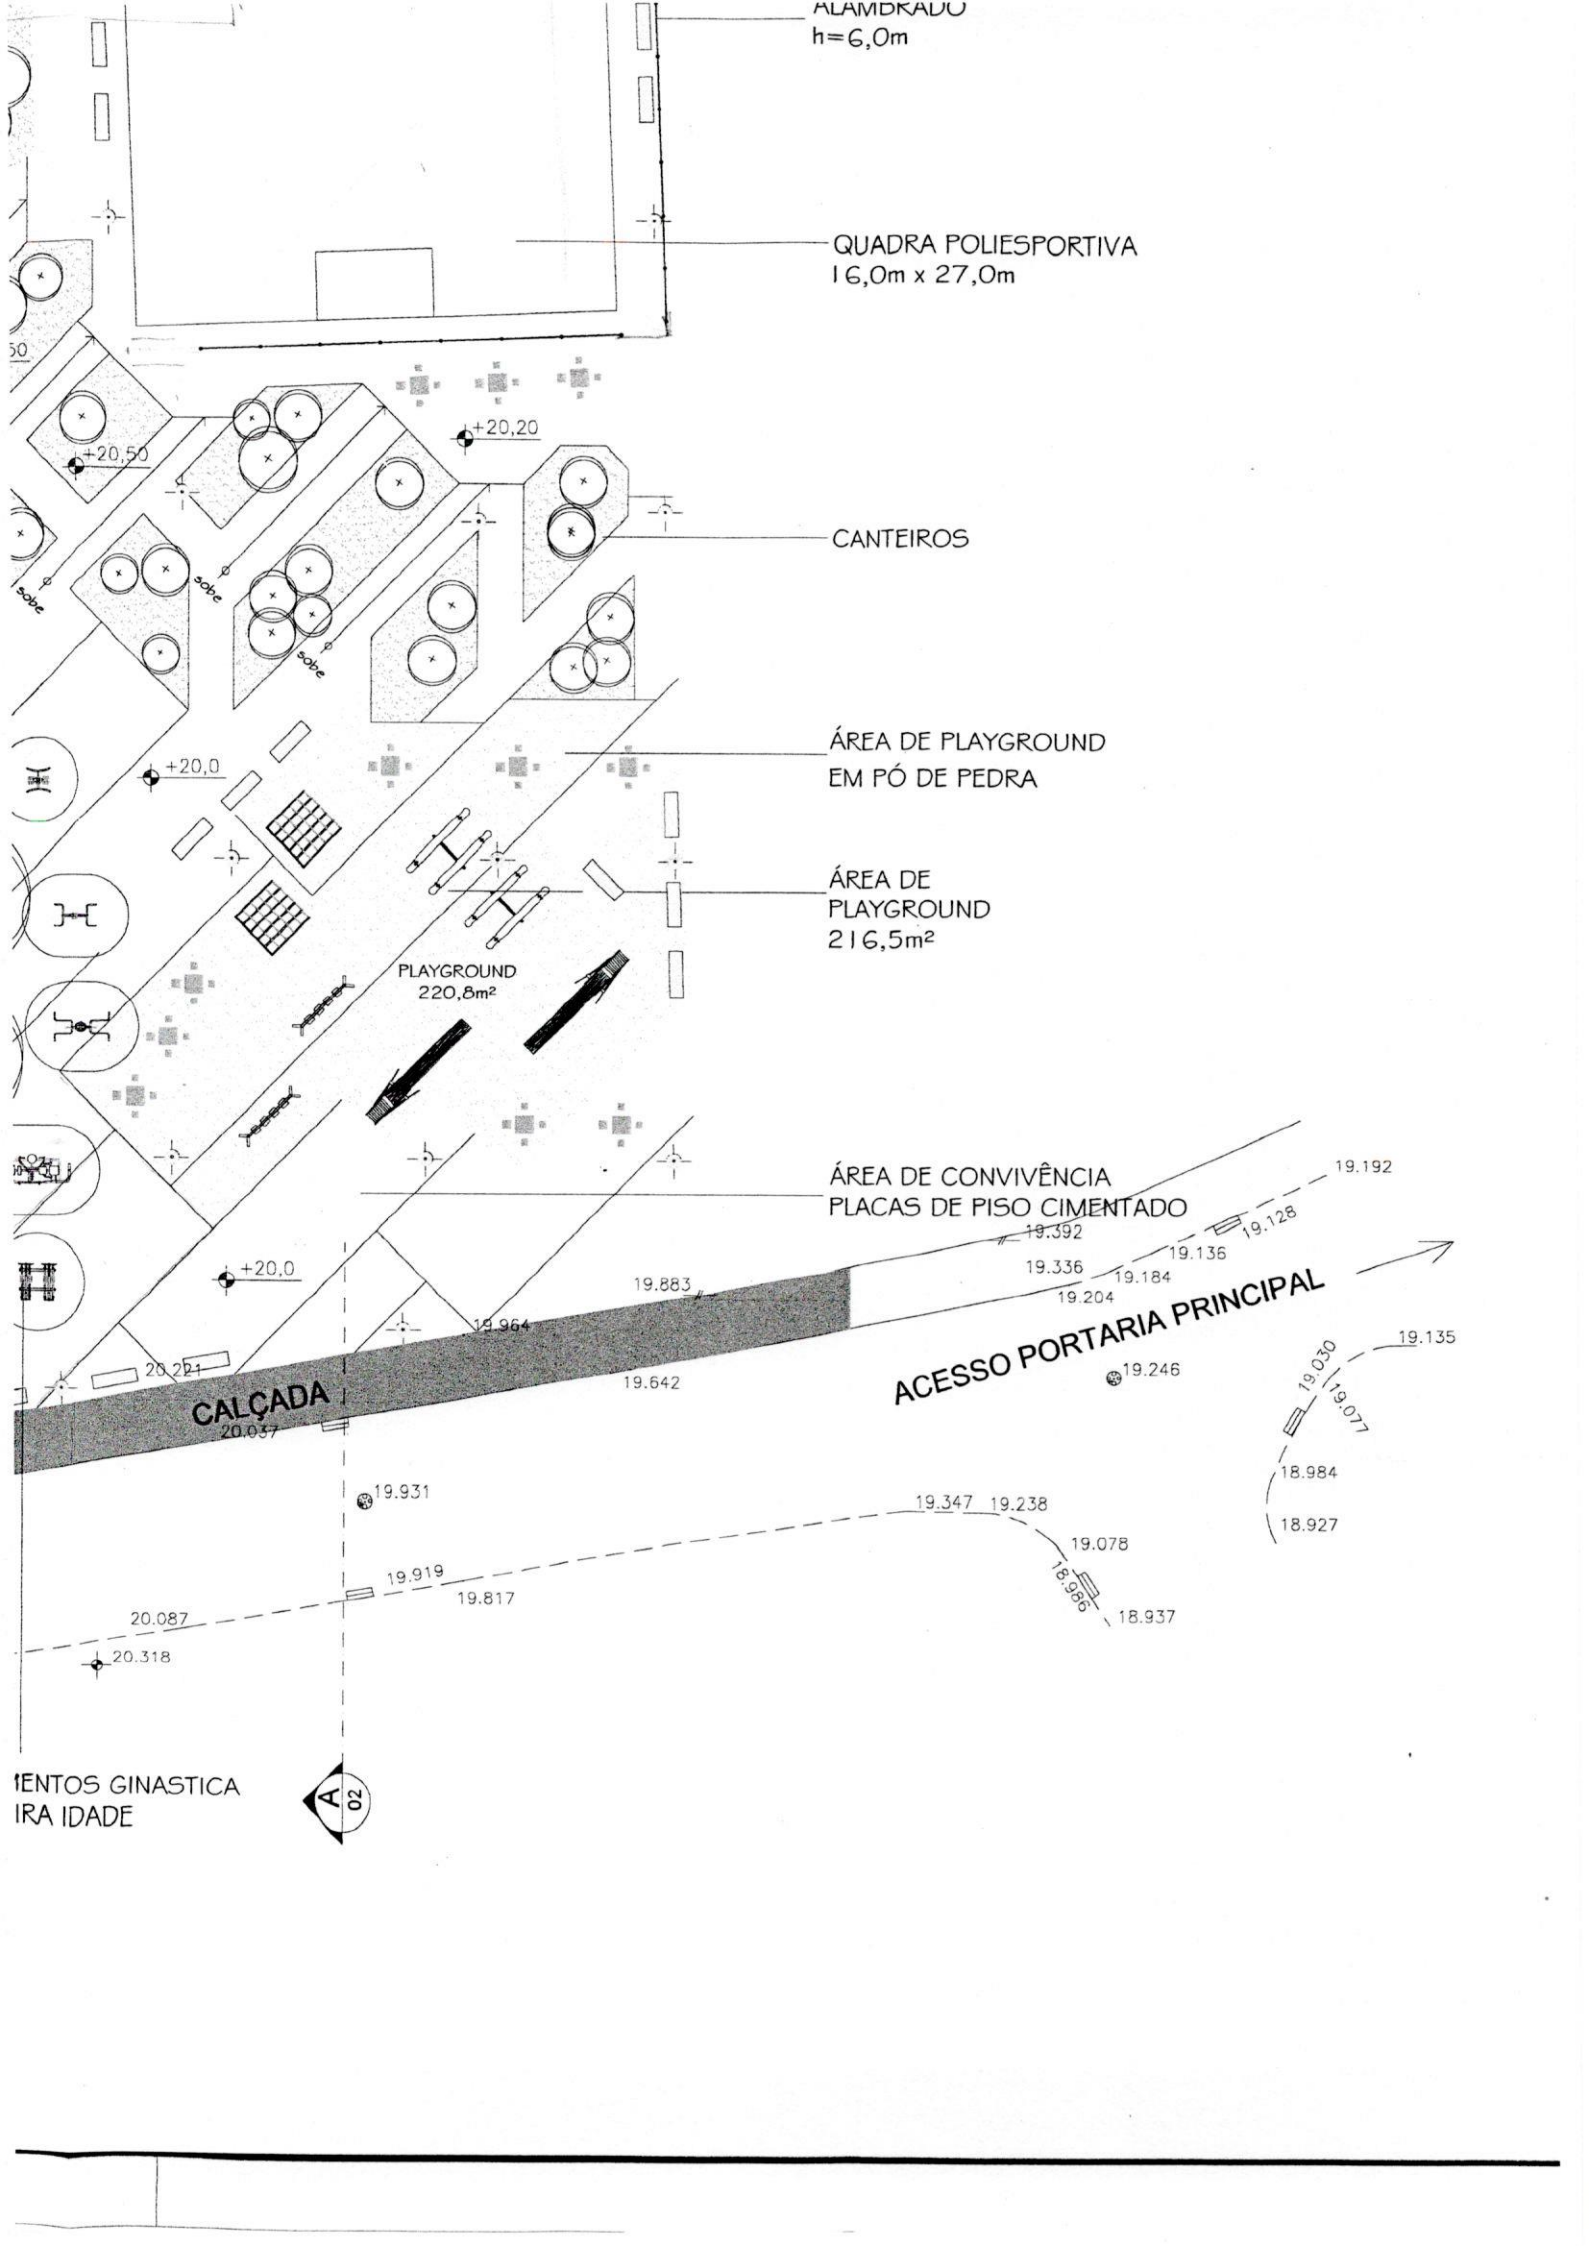 ALAMBRADO
h=6,0m
QUADRA POLIESPORTIVA
16,0m x 27,0m
50
+20,20
+20,50
CANTEIROS
sobe
sobe
sobe
ÁREA DE PLAYGROUND
EM PÓ DE PEDRA
+20,0
ÁREA DE
PLAYGROUND
216,5m²
PLAYGROUND
220,8m²
ÁREA DE CONVIVÊNCIA
PLACAS DE PISO CIMENTADO
19.192
19.128
19.392
19.136
19.336
19.184
19.204
+20,0
19.883
19.964
ACESSO PORTARIA PRINCIPAL
19.135
19.030
19.077
19.246
20.221
19.642
CALÇADA
20.037
18.984
19.931
19.347
19.238
18.927
19.078
19.919
18.986
19.817
18.937
20.087
20.318
IENTOS GINASTICA
IRA IDADE
A
02